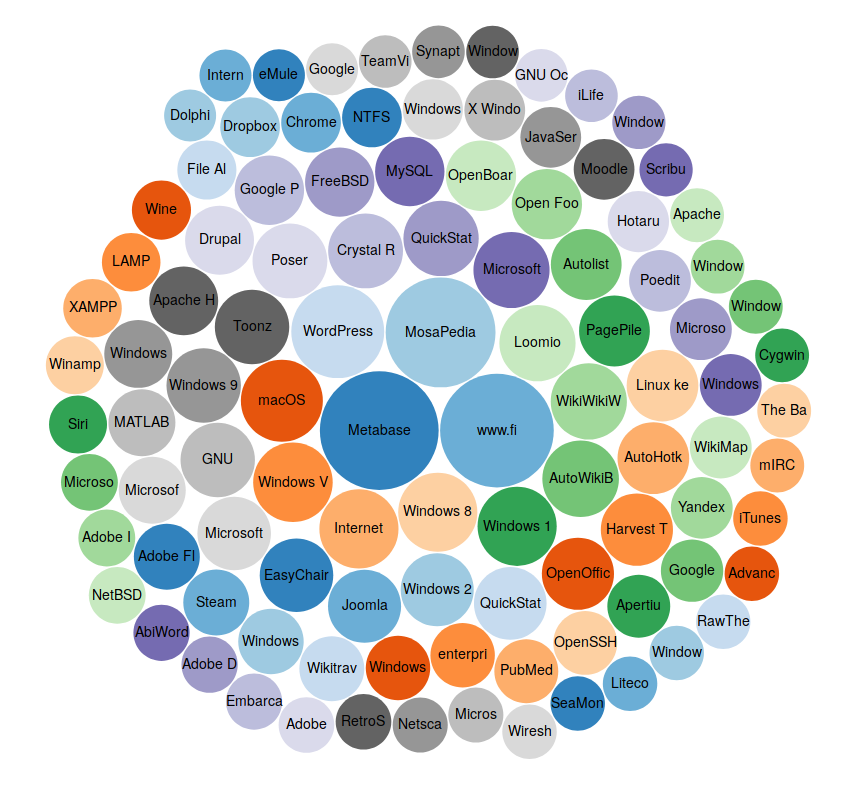 Synapt
Window
TeamVi
Google
eMule
Intern
GNU Oc
iLife
Dolphi
Dropbox
Chrome
NTFS
Windows
X Windo
JavaSer
Window
File Al
Google P
FreeBSD
MySQL
OpenBoar
Moodle
Scribu
Wine
Drupal
Poser
Crystal R
QuickStat
Open Foo
Hotaru
Apache
LAMP
Microsoft
Autolist
Poedit
Window
XAMPP
Apache H
Toonz
WordPress
MosaPedia
Loomio
PagePile
Microso
Window
Winamp
Windows
Windows 9
macOS
WikiWikiW
Linux ke
Windows
Cygwin
Siri
MATLAB
GNU
Metabase
www.fi
AutoHotk
WikiMap
The Ba
Microso
Microsof
Windows V
AutoWikiB
mIRC
Adobe I
Adobe Fl
Microsoft
Internet
Windows 8
Windows 1
Harvest T
Yandex
iTunes
NetBSD
Steam
EasyChair
Joomla
Windows 2
QuickStat
OpenOffic
Apertiu
Google
Advanc
AbiWord
Adobe D
Windows
Wikitrav
Windows
enterpri
PubMed
OpenSSH
Window
RawThe
Embarca
Adobe
RetroS
Netsca
Micros
Wiresh
SeaMon
Liteco